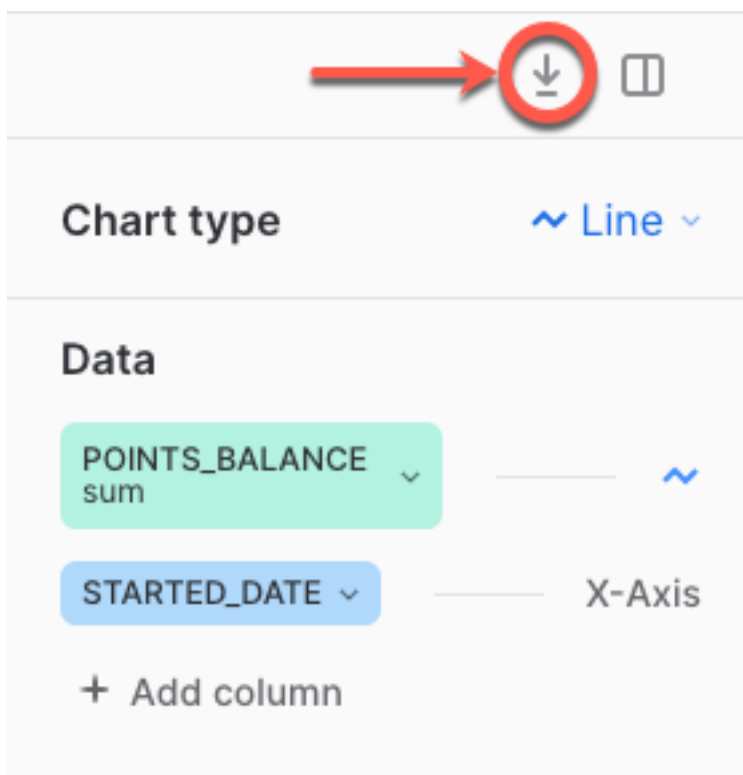 Chart type
Line
Data
POINTS_BALANCE
sum
STARTED_DATE
X-Axis
+ Add column